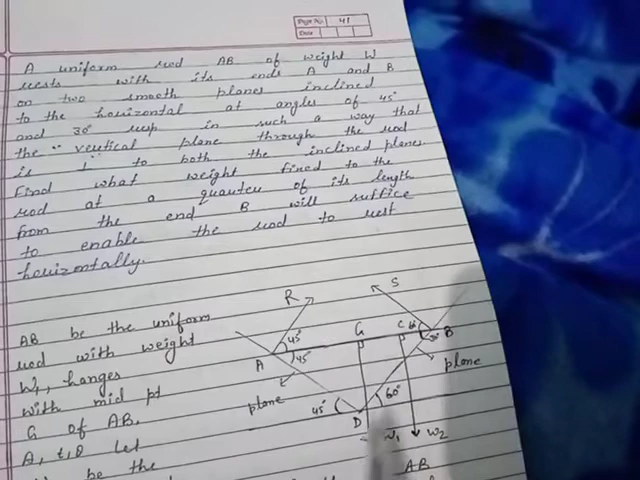 Page No. 41
Date
A uniform rod AB of weight W
rests with its ends A and B
on two smooth planes inclined
to the horizontal at angles of 45°
and 30° resp in such a way that
the vertical plane through the rod
is ⊥ to both the inclined planes.
Find what weight fixed to the
rod at a quarter of its length
from the end B will suffice
to enable the rod to rest
horizontally.
AB be the uniform
rod with weight
W₁, hanges
with mid pt
G of AB.
be the
R
S
45°
G
C
B
A
45°
plane
plane
45°
60°
D
W₁
W₂
AB